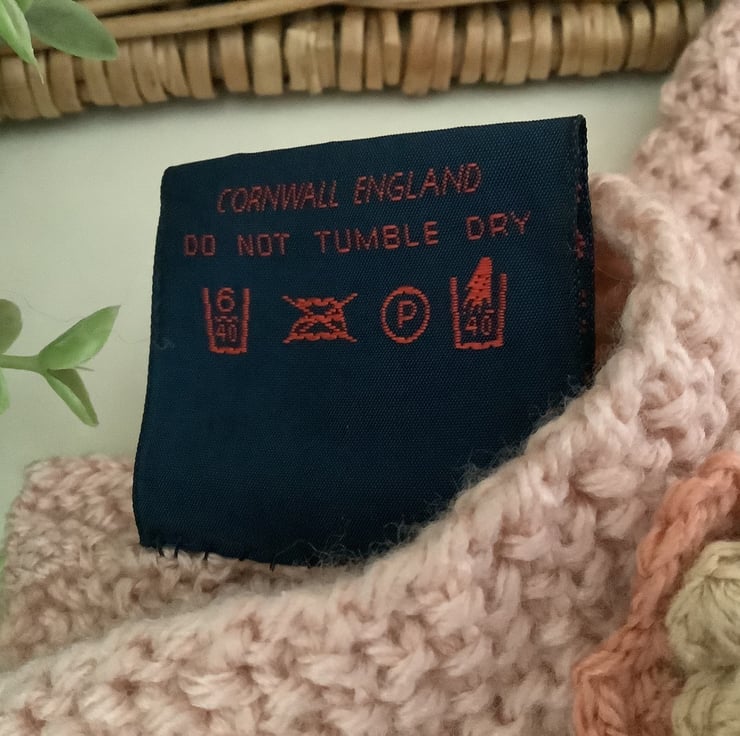 CORNWALL ENGLAND
DO NOT TUMBLE DRY
6 40 P 40